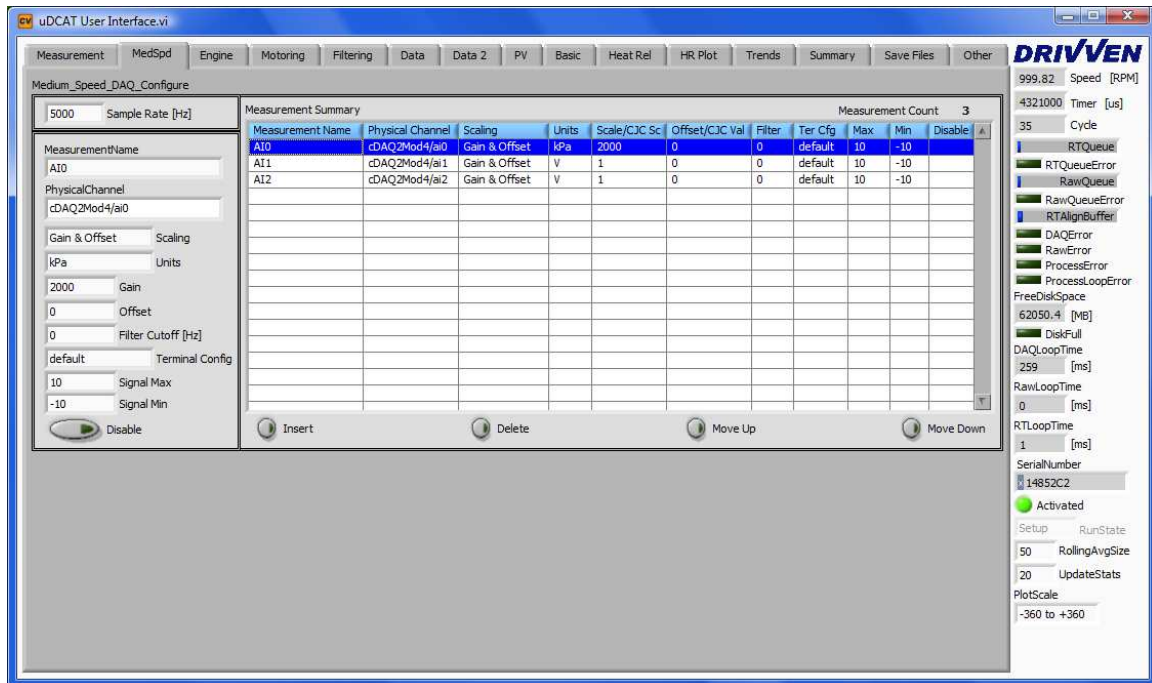 uDCAT User Interface.vi
Measurement MedSpd Engine Motoring Filtering Data Data 2 PV Basic Heat Rel HR Plot Trends Summary Save Files Other
DRIVVEN
Medium_Speed_DAQ_Configure
5000 Sample Rate [Hz]
MeasurementName
AI0
PhysicalChannel
cDAQ2Mod4/ai0
Gain & Offset Scaling
kPa Units
2000 Gain
0 Offset
0 Filter Cutoff [Hz]
default Terminal Config
10 Signal Max
-10 Signal Min
Disable
Measurement Summary Measurement Count 3
Measurement Name Physical Channel Scaling Units Scale/CJC Sc Offset/CJC Val Filter Ter Cfg Max Min Disable
AI0 cDAQ2Mod4/ai0 Gain & Offset kPa 2000 0 0 default 10 -10
AI1 cDAQ2Mod4/ai1 Gain & Offset V 1 0 0 default 10 -10
AI2 cDAQ2Mod4/ai2 Gain & Offset V 1 0 0 default 10 -10
Insert Delete Move Up Move Down
999.82 Speed [RPM]
4321000 Timer [us]
35 Cycle
RTQueue
RTQueueError
RawQueue
RawQueueError
RTAlignBuffer
DAQError
RawError
ProcessError
ProcessLoopError
FreeDiskSpace
62050.4 [MB]
DiskFull
DAQLoopTime
259 [ms]
RawLoopTime
0 [ms]
RTLoopTime
1 [ms]
SerialNumber
x 14852C2
Activated
Setup RunState
50 RollingAvgSize
20 UpdateStats
PlotScale
-360 to +360